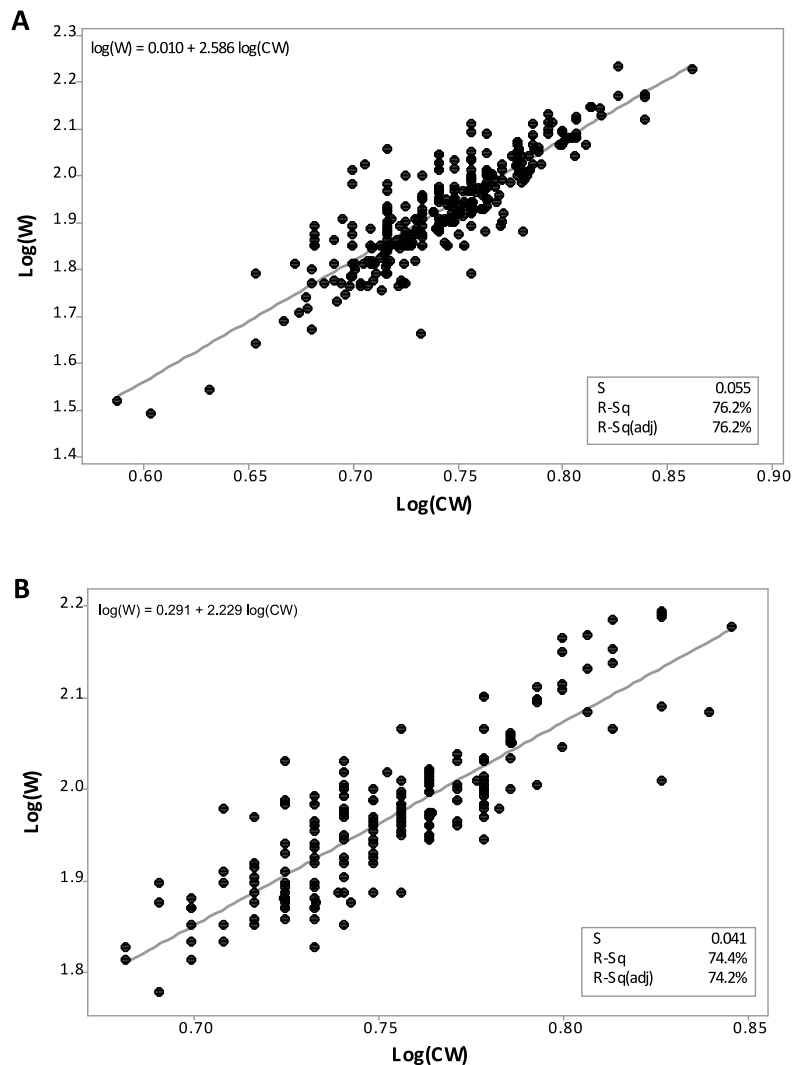 A
log(W) = 0.010 + 2.586 log(CW)
2.3
2.2
2.1
2.0
1.9
1.8
1.7
1.6
1.5
1.4
Log(W)
S 0.055
R-Sq 76.2%
R-Sq(adj) 76.2%
0.60 0.65 0.70 0.75 0.80 0.85 0.90
Log(CW)
B
log(W) = 0.291 + 2.229 log(CW)
2.2
2.1
2.0
1.9
1.8
Log(W)
S 0.041
R-Sq 74.4%
R-Sq(adj) 74.2%
0.70 0.75 0.80 0.85
Log(CW)